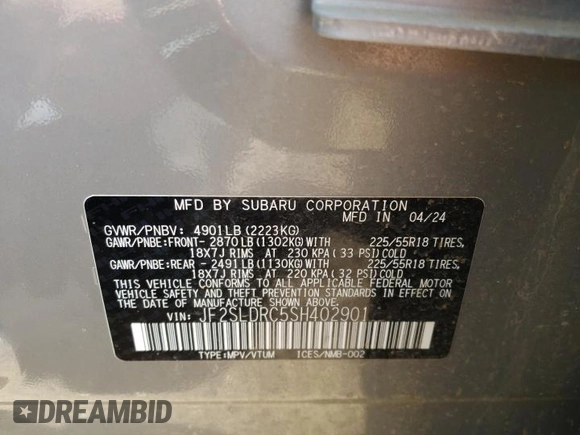 MFD BY SUBARU CORPORATION
MFD IN 04/24
GVWR/PNBV: 4901LB(2223KG)
GAWR/PNBE:FRONT- 2870LB(1302KG)WITH 225/55R18 TIRES,
18X7J RIMS AT 230 KPA(33 PSI)COLD
GAWR/PNBE:REAR - 2491LB(1130KG)WITH 225/55R18 TIRES,
18X7J RIMS AT 220 KPA(32 PSI)COLD
THIS VEHICLE CONFORMS TO ALL APPLICABLE FEDERAL MOTOR
VEHICLE SAFETY AND THEFT PREVENTION STANDARDS IN EFFECT ON THE
DATE OF MANUFACTURE SHOWN ABOVE.
VIN: JF2SLDRC5SH402901
TYPE:MPV/VTUM ICES/NMB-002
DREAMBID